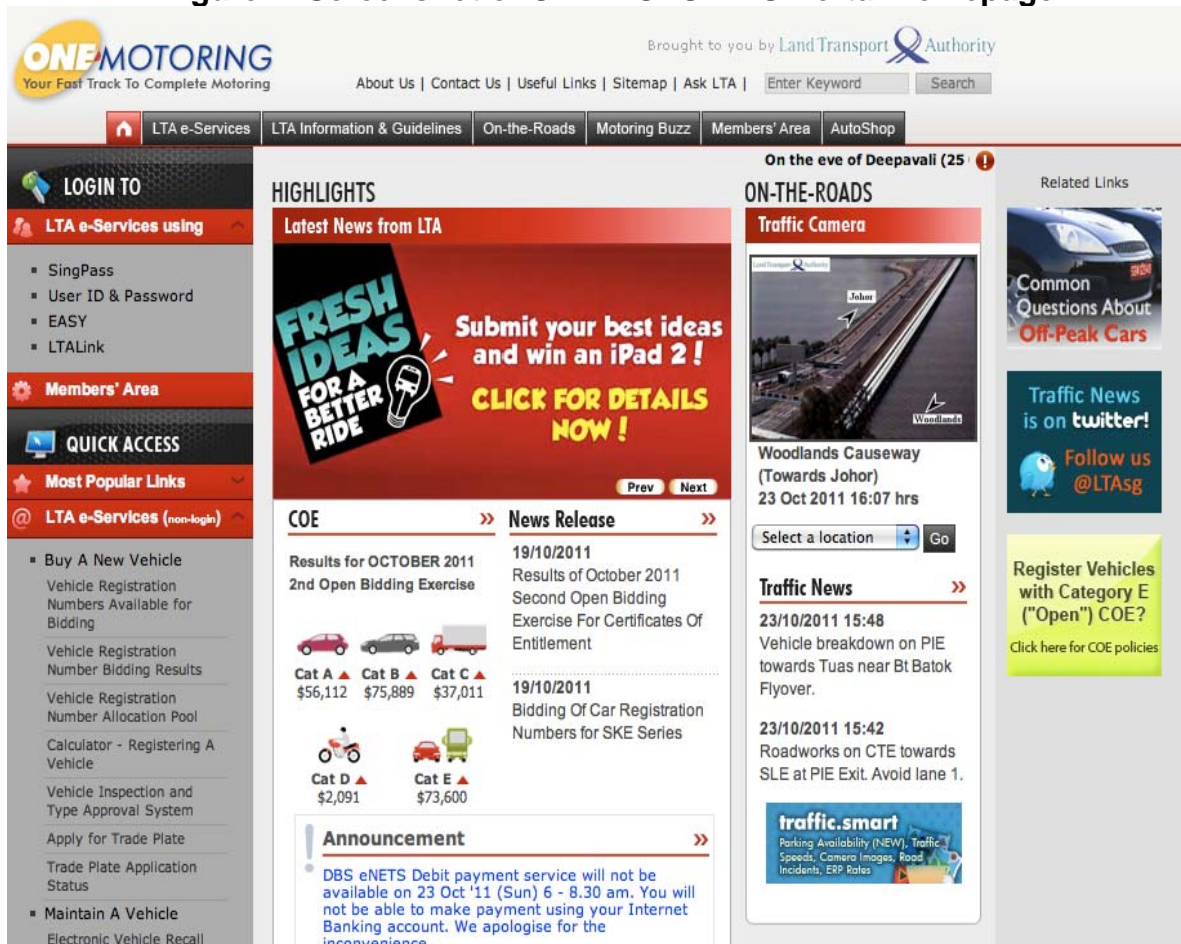 ONE MOTORING
Your Fast Track To Complete Motoring
Brought to you by Land Transport Authority
About Us | Contact Us | Useful Links | Sitemap | Ask LTA |
Enter Keyword
Search
LTA e-Services
LTA Information & Guidelines
On-the-Roads
Motoring Buzz
Members' Area
AutoShop
On the eve of Deepavali (25
LOGIN TO
LTA e-Services using
SingPass
User ID & Password
EASY
LTALink
Members' Area
QUICK ACCESS
Most Popular Links
@ LTA e-Services (non-login)
Buy A New Vehicle
Vehicle Registration
Numbers Available for
Bidding
Vehicle Registration
Number Bidding Results
Vehicle Registration
Number Allocation Pool
Calculator - Registering A
Vehicle
Vehicle Inspection and
Type Approval System
Apply for Trade Plate
Trade Plate Application
Status
Maintain A Vehicle
Electronic Vehicle Recall
HIGHLIGHTS
Latest News from LTA
FRESH
IDEAS
FOR A
BETTER
RIDE
Submit your best ideas
and win an iPad 2!
CLICK FOR DETAILS
NOW!
Prev
Next
COE »
Results for OCTOBER 2011
2nd Open Bidding Exercise
Cat A Cat B Cat C
$56,112 $75,889 $37,011
Cat D Cat E
$2,091 $73,600
News Release »
19/10/2011
Results of October 2011
Second Open Bidding
Exercise For Certificates Of
Entitlement
19/10/2011
Bidding Of Car Registration
Numbers for SKE Series
! Announcement »
DBS eNETS Debit payment service will not be
available on 23 Oct '11 (Sun) 6 - 8.30 am. You will
not be able to make payment using your Internet
Banking account. We apologise for the
inconvenience
ON-THE-ROADS
Traffic Camera
Land Transport Authority
Johor
Woodlands
Woodlands Causeway
(Towards Johor)
23 Oct 2011 16:07 hrs
Select a location
Go
Traffic News »
23/10/2011 15:48
Vehicle breakdown on PIE
towards Tuas near Bt Batok
Flyover.
23/10/2011 15:42
Roadworks on CTE towards
SLE at PIE Exit. Avoid lane 1.
traffic.smart
Parking Availability (NEW), Traffic
Speeds, Camera Images, Road
Incidents, ERP Rates
Related Links
Common
Questions About
Off-Peak Cars
Traffic News
is on twitter!
Follow us
@LTAsg
Register Vehicles
with Category E
("Open") COE?
Click here for COE policies